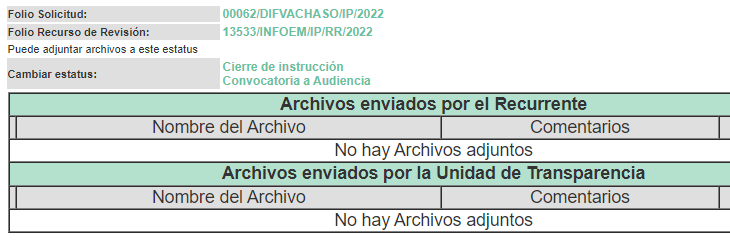 Folio Solicitud: 00062/DIFVACHASO/IP/2022
Folio Recurso de Revisión: 13533/INFOEM/IP/RR/2022
Puede adjuntar archivos a este estatus
Cambiar estatus: Cierre de instrucción
Convocatoria a Audiencia
Archivos enviados por el Recurrente
Nombre del Archivo Comentarios
No hay Archivos adjuntos
Archivos enviados por la Unidad de Transparencia
Nombre del Archivo Comentarios
No hay Archivos adjuntos